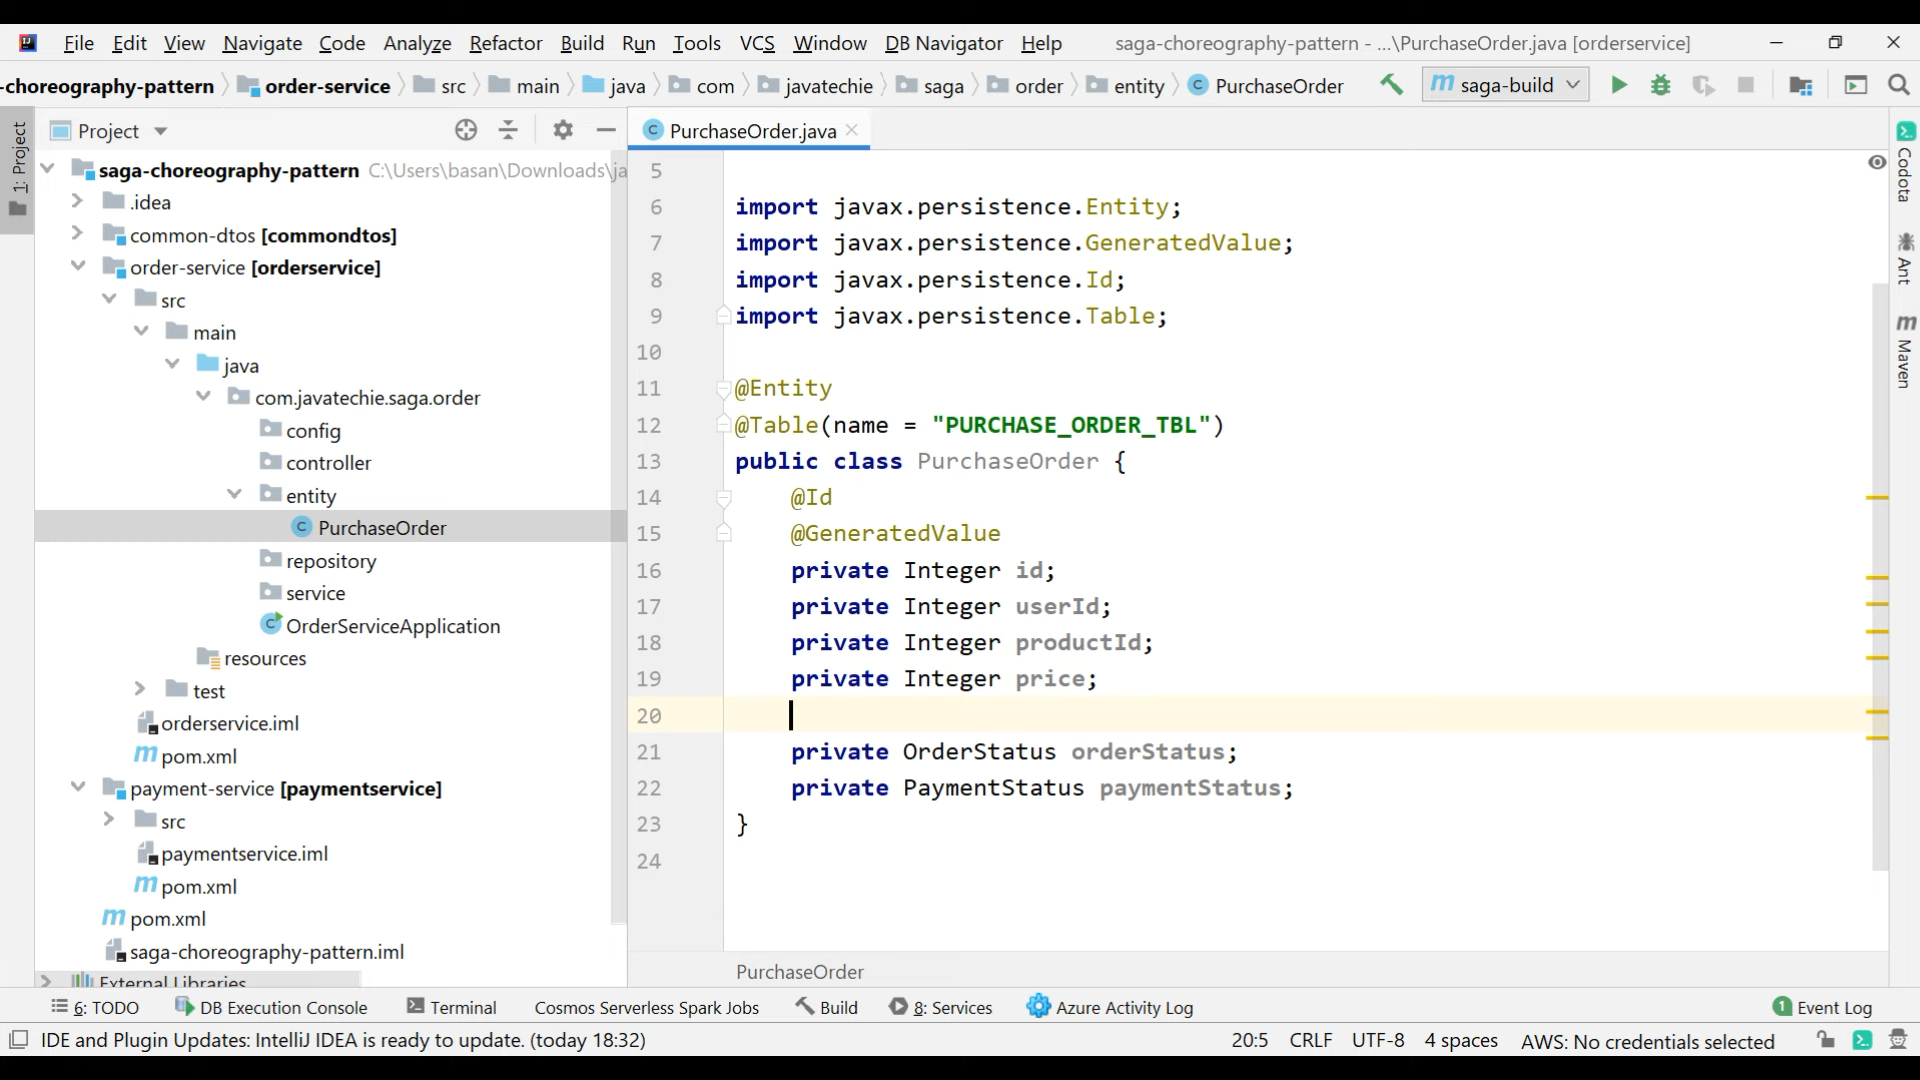 File Edit View Navigate Code Analyze Refactor Build Run Tools VCS Window DB Navigator Help saga-choreography-pattern - ...\PurchaseOrder.java [orderservice]
-choreography-pattern order-service src main java com javatechie saga order entity PurchaseOrder saga-build
1: Project
Project
PurchaseOrder.java
saga-choreography-pattern C:\Users\basan\Downloads\ja
.idea
common-dtos [commondtos]
order-service [orderservice]
src
main
java
com.javatechie.saga.order
config
controller
entity
PurchaseOrder
repository
service
OrderServiceApplication
resources
test
orderservice.iml
pom.xml
payment-service [paymentservice]
src
paymentservice.iml
pom.xml
pom.xml
saga-choreography-pattern.iml
External Libraries
5
6 import javax.persistence.Entity;
7 import javax.persistence.GeneratedValue;
8 import javax.persistence.Id;
9 import javax.persistence.Table;
10
11 @Entity
12 @Table(name = "PURCHASE_ORDER_TBL")
13 public class PurchaseOrder {
14 @Id
15 @GeneratedValue
16 private Integer id;
17 private Integer userId;
18 private Integer productId;
19 private Integer price;
20
21 private OrderStatus orderStatus;
22 private PaymentStatus paymentStatus;
23 }
24
PurchaseOrder
Codota
Ant
Maven
6: TODO DB Execution Console Terminal Cosmos Serverless Spark Jobs Build 8: Services Azure Activity Log 1 Event Log
IDE and Plugin Updates: IntelliJ IDEA is ready to update. (today 18:32) 20:5 CRLF UTF-8 4 spaces AWS: No credentials selected